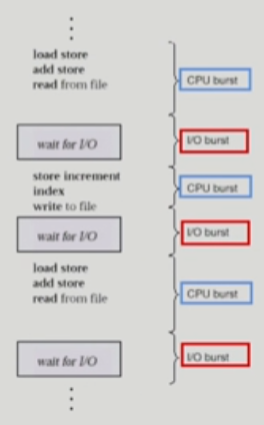 load store
add store
read from file
CPU burst
wait for I/O
I/O burst
store increment
index
write to file
CPU burst
wait for I/O
I/O burst
load store
add store
read from file
CPU burst
wait for I/O
I/O burst